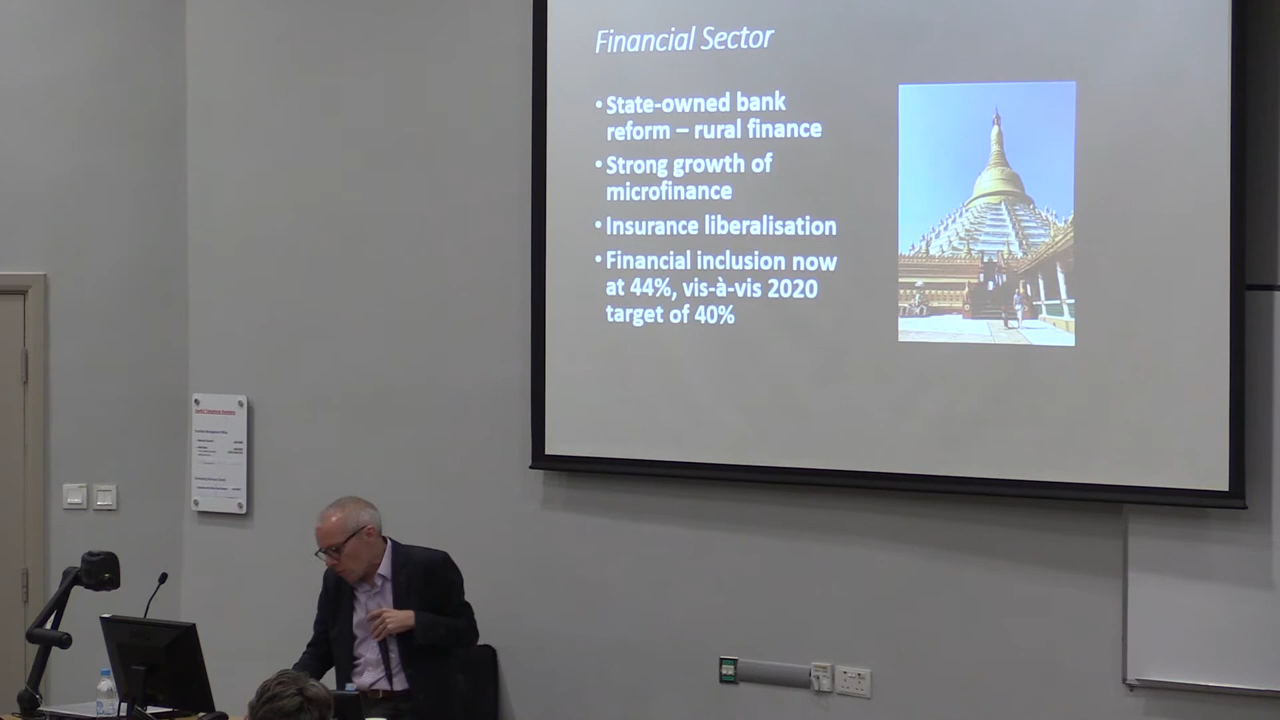 Financial Sector
• State-owned bank
reform – rural finance
• Strong growth of
microfinance
• Insurance liberalisation
• Financial inclusion now
at 44%, vis-à-vis 2020
target of 40%